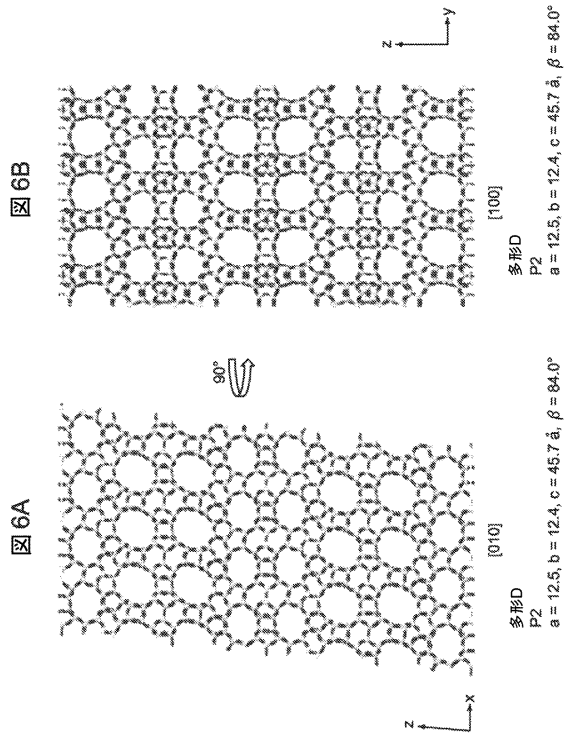 図 6A
z
x
[010]
多形D
P2
a = 12.5, b = 12.4, c = 45.7 å, β = 84.0°
90°
図 6B
z
y
[100]
多形D
P2
a = 12.5, b = 12.4, c = 45.7 å, β = 84.0°